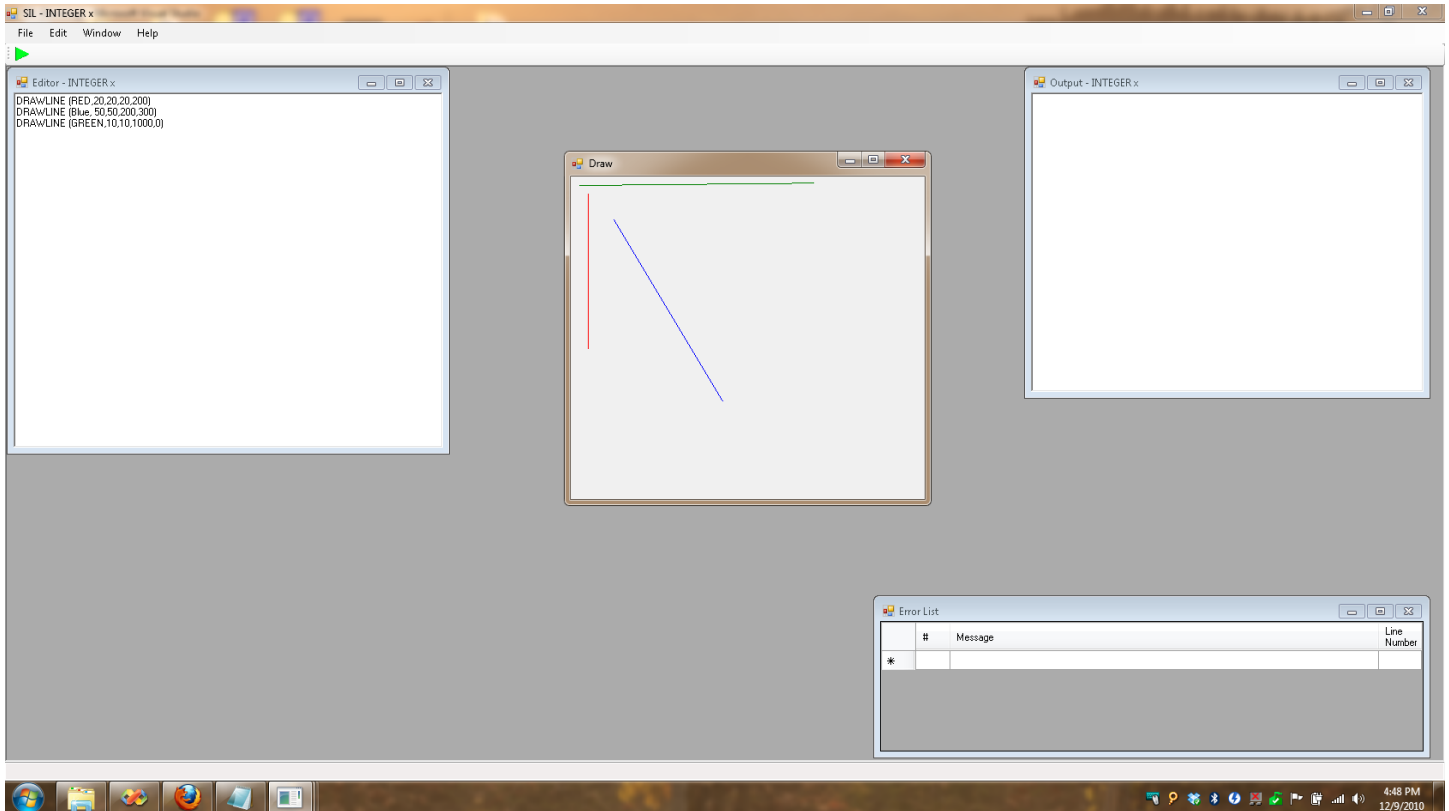 SIL - INTEGER x
File Edit Window Help
Editor - INTEGER x
DRAWLINE (RED,20,20,20,200)
DRAWLINE (Blue, 50,50,200,300)
DRAWLINE (GREEN,10,10,1000,0)
Draw
Output - INTEGER x
Error List
# Message Line Number
4:48 PM
12/9/2010